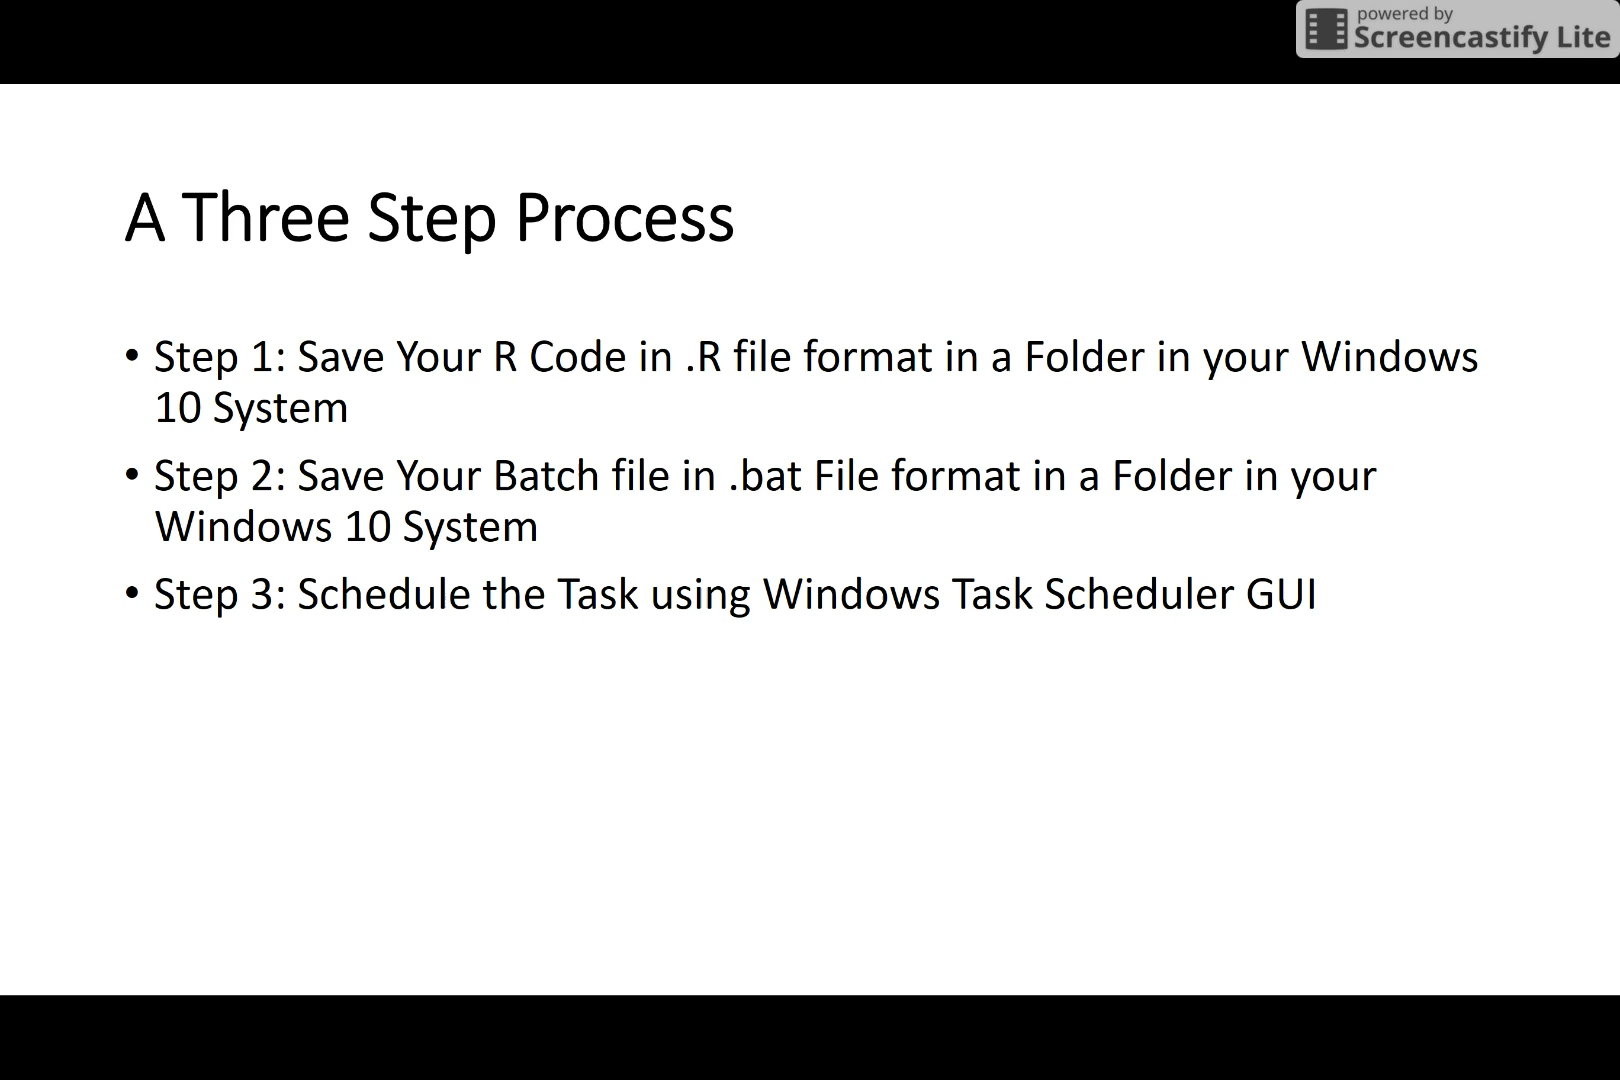 powered by
Screencastify Lite
A Three Step Process
• Step 1: Save Your R Code in .R file format in a Folder in your Windows
10 System
• Step 2: Save Your Batch file in .bat File format in a Folder in your
Windows 10 System
• Step 3: Schedule the Task using Windows Task Scheduler GUI